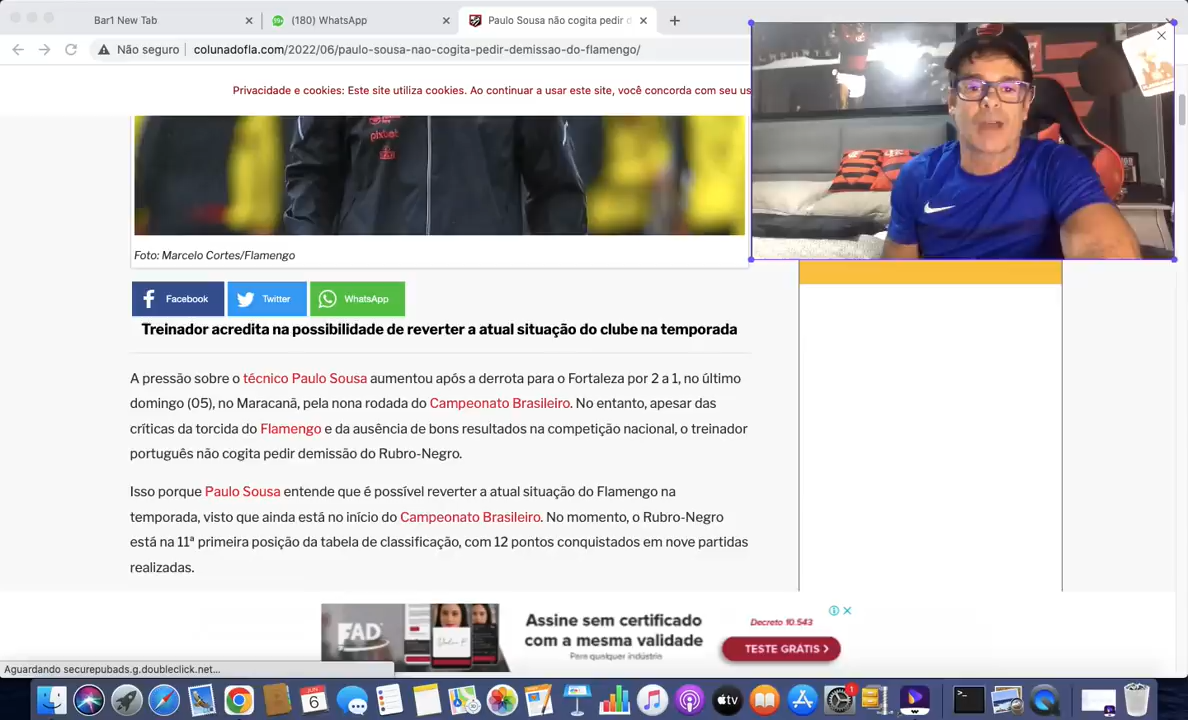 Bar1 New Tab
(180) WhatsApp
Paulo Sousa não cogita pedir d
Não seguro
colunadofla.com/2022/06/paulo-sousa-nao-cogita-pedir-demissao-do-flamengo/
Privacidade e cookies: Este site utiliza cookies. Ao continuar a usar este site, você concorda com seu us
pixbet
Foto: Marcelo Cortes/Flamengo
Facebook
Twitter
WhatsApp
Treinador acredita na possibilidade de reverter a atual situação do clube na temporada
A pressão sobre o técnico Paulo Sousa aumentou após a derrota para o Fortaleza por 2 a 1, no último
domingo (05), no Maracanã, pela nona rodada do Campeonato Brasileiro. No entanto, apesar das
críticas da torcida do Flamengo e da ausência de bons resultados na competição nacional, o treinador
português não cogita pedir demissão do Rubro-Negro.
Isso porque Paulo Sousa entende que é possível reverter a atual situação do Flamengo na
temporada, visto que ainda está no início do Campeonato Brasileiro. No momento, o Rubro-Negro
está na 11ª primeira posição da tabela de classificação, com 12 pontos conquistados em nove partidas
realizadas.
FAD
Assine sem certificado
com a mesma validade
Para qualquer indústria
Decreto 10.543
TESTE GRÁTIS
Aguardando securepubads.g.doubleclick.net...
JUN
6
tv
1